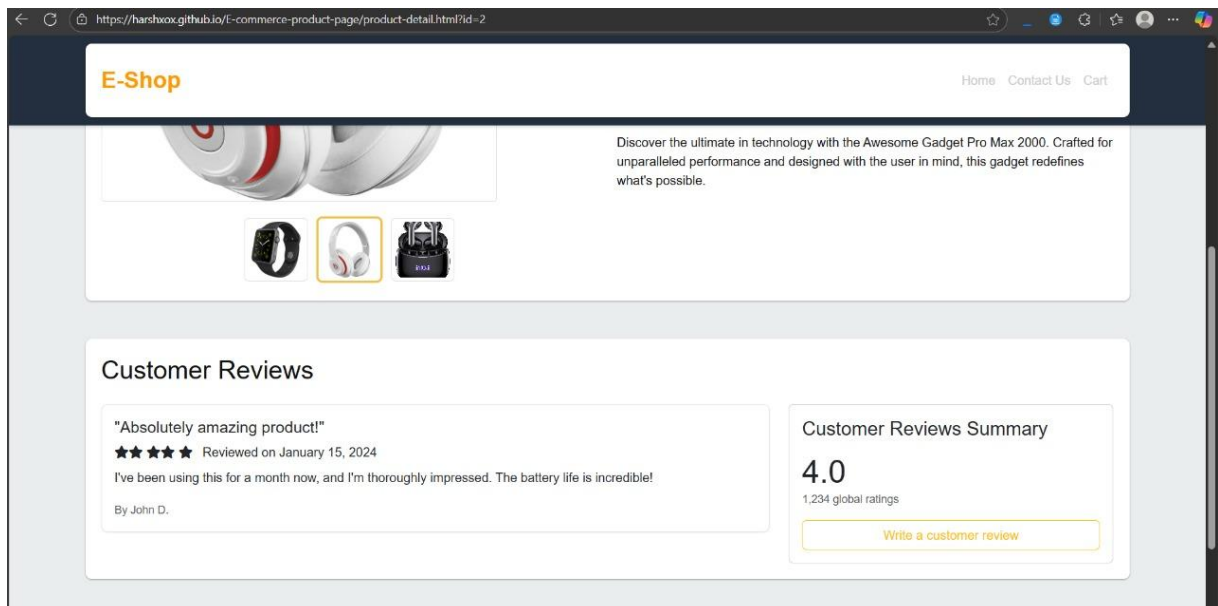 https://harshxox.github.io/E-commerce-product-page/product-detail.html?id=2
E-Shop
Home Contact Us Cart
Discover the ultimate in technology with the Awesome Gadget Pro Max 2000. Crafted for
unparalleled performance and designed with the user in mind, this gadget redefines
what's possible.
Customer Reviews
"Absolutely amazing product!"
Reviewed on January 15, 2024
I've been using this for a month now, and I'm thoroughly impressed. The battery life is incredible!
By John D.
Customer Reviews Summary
4.0
1,234 global ratings
Write a customer review